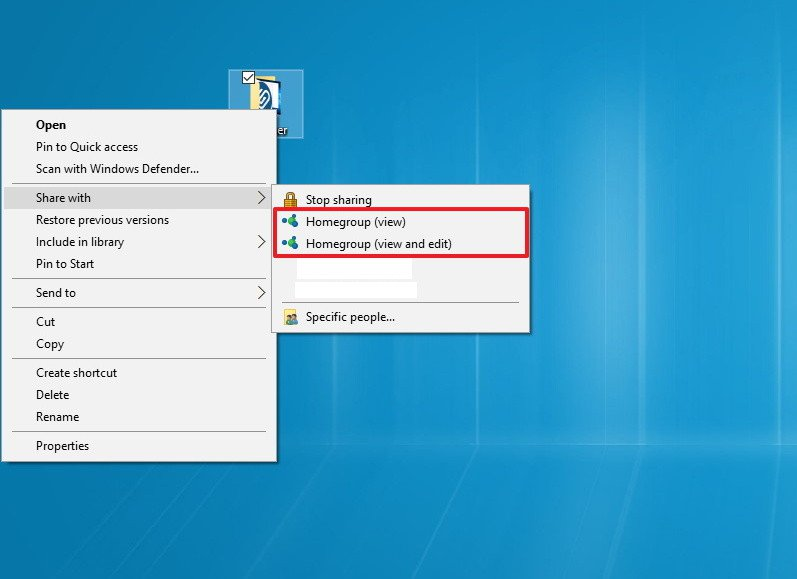 er
Open
Pin to Quick access
Scan with Windows Defender...
Share with
Restore previous versions
Include in library
Pin to Start
Send to
Cut
Copy
Create shortcut
Delete
Rename
Properties
Stop sharing
Homegroup (view)
Homegroup (view and edit)
Specific people...